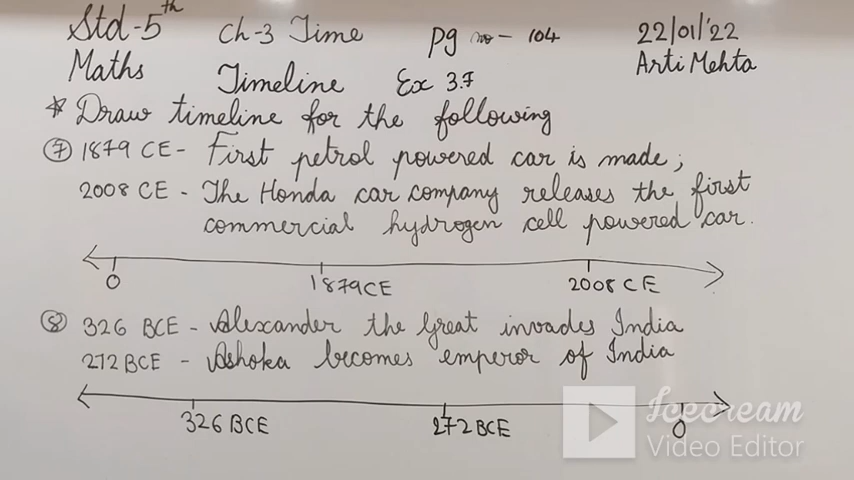 Std-5th Ch-3 Time pg no- 104 22/01/'22
Maths Timeline Ex 3.7 Arti Mehta
* Draw timeline for the following
⑦ 1879 CE - First petrol powered car is made;
2008 CE - The Honda car company releases the first
commercial hydrogen cell powered car.
0 1879 CE 2008 CE
⑧ 326 BCE - Alexander the Great invades India
272 BCE - Ashoka becomes emperor of India
326 BCE 272 BCE 0
Icecream
Video Editor